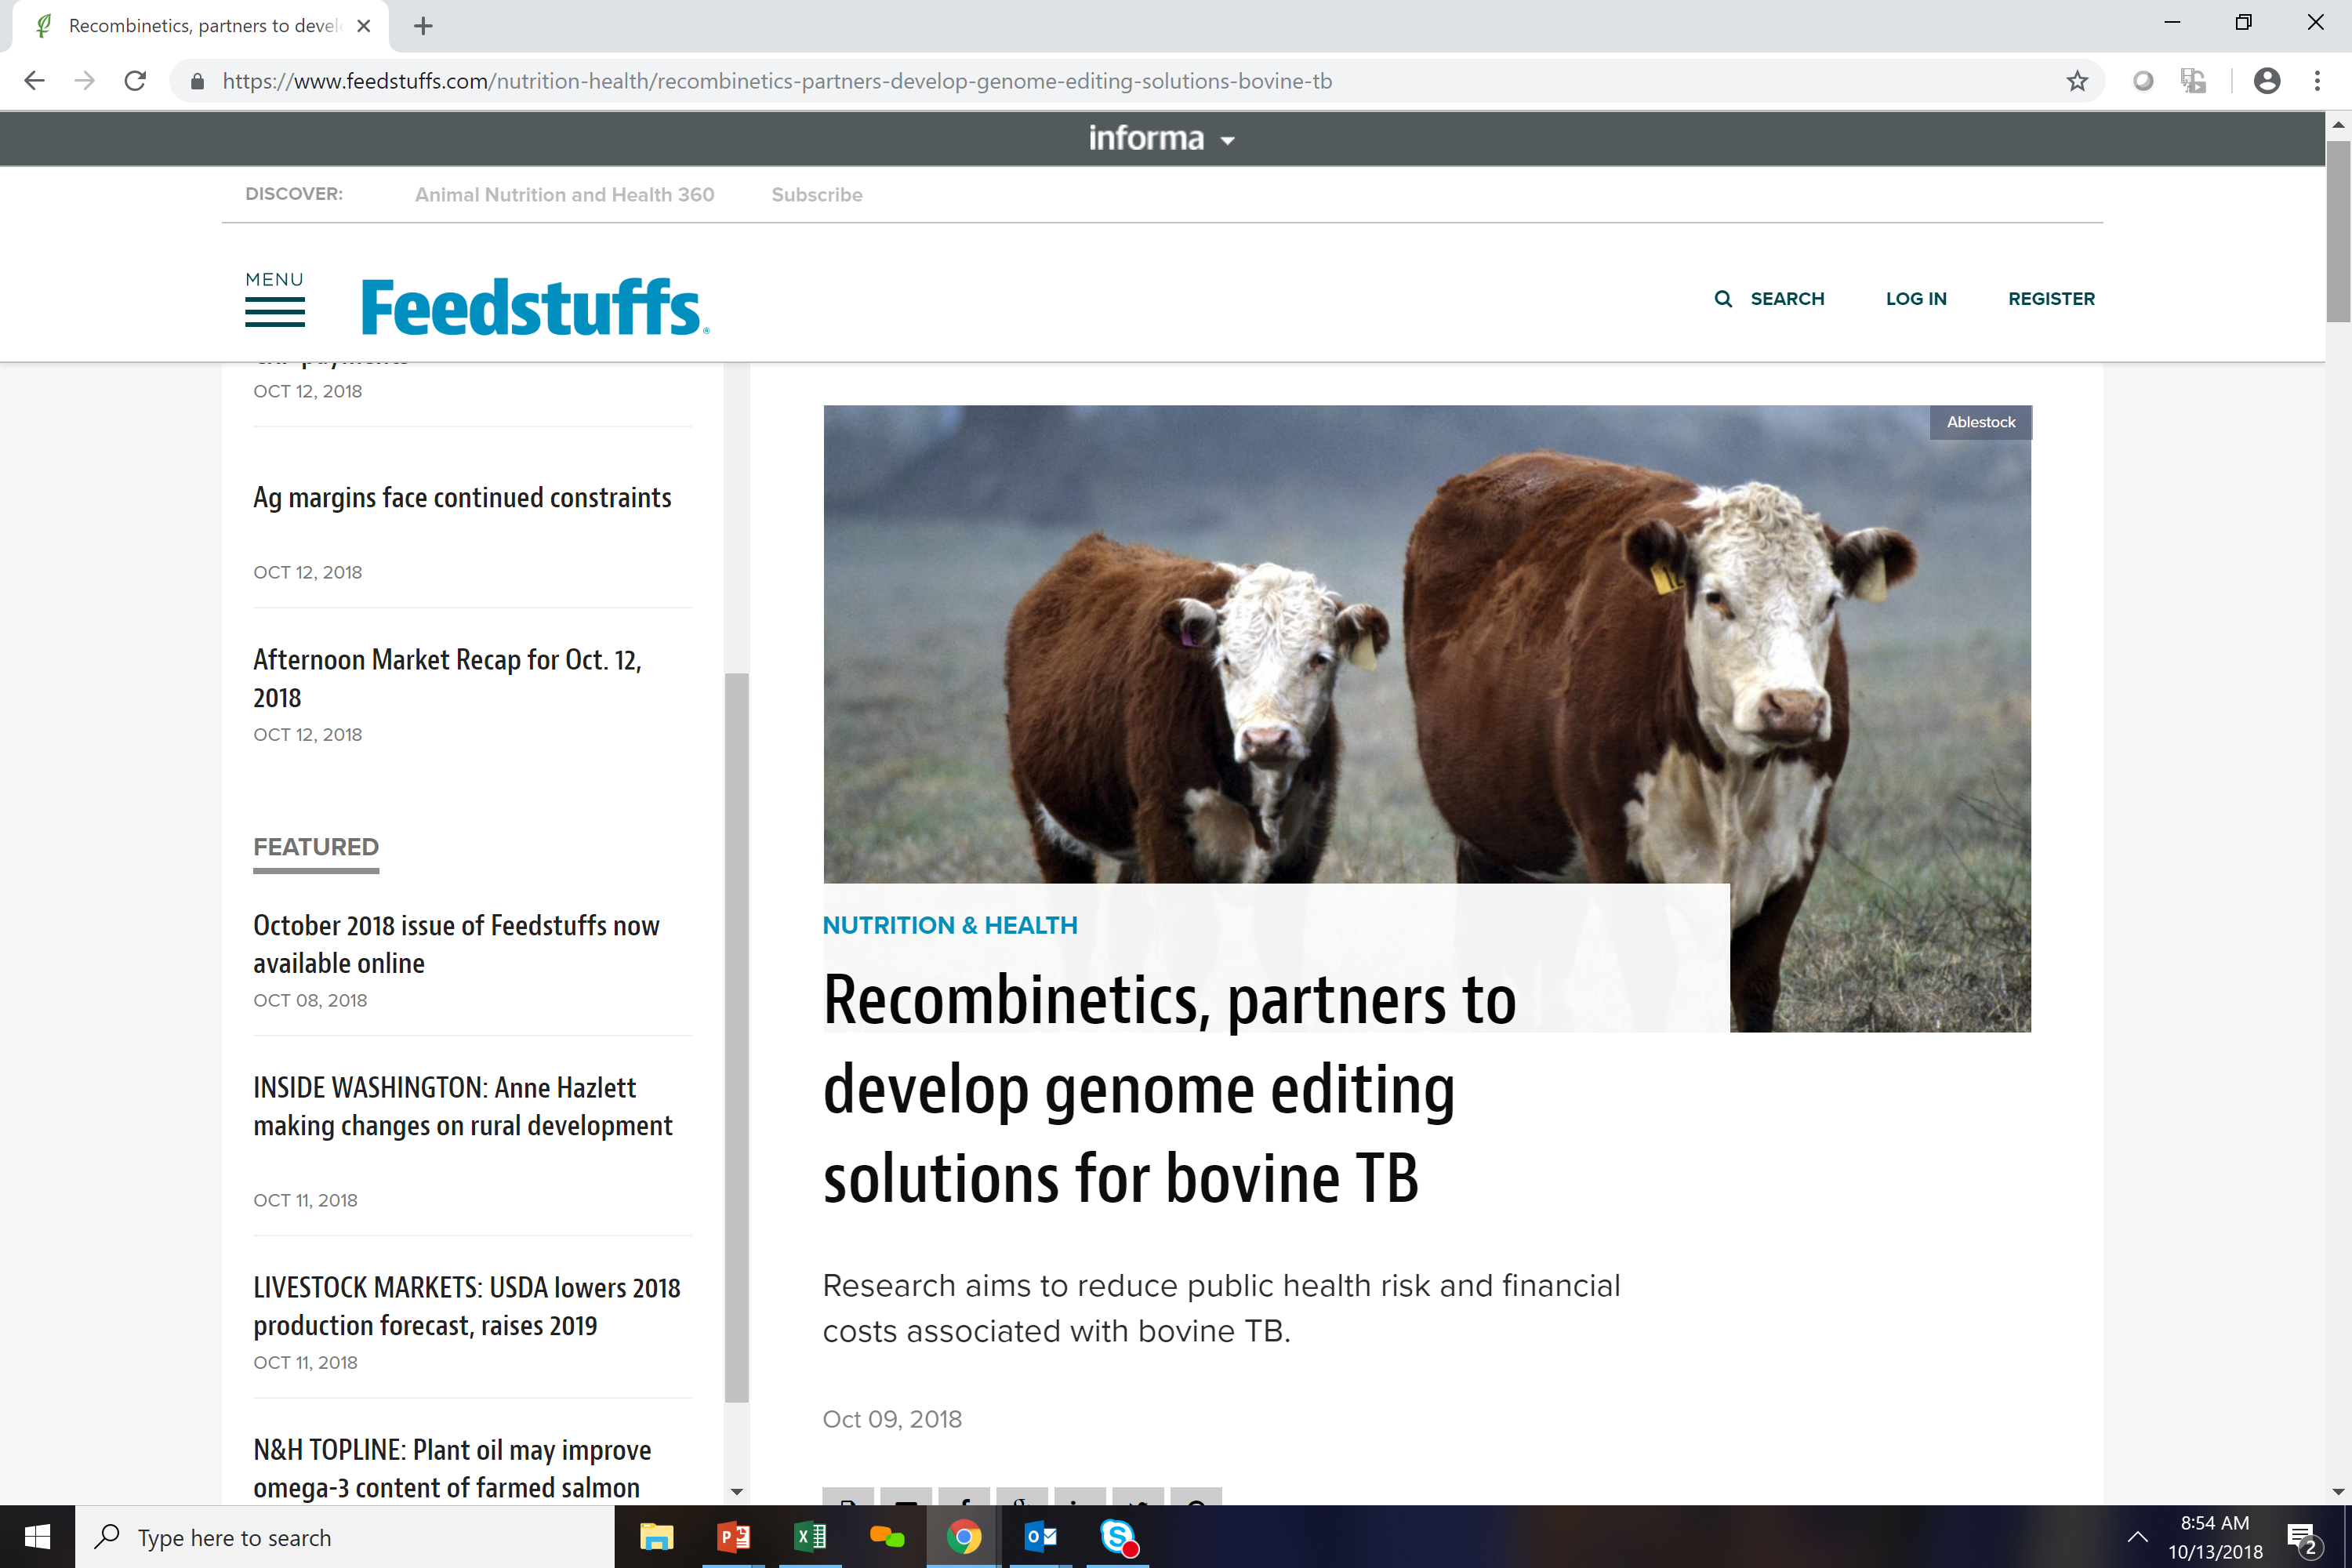 Recombinetics, partners to devel
https://www.feedstuffs.com/nutrition-health/recombinetics-partners-develop-genome-editing-solutions-bovine-tb
informa
DISCOVER: Animal Nutrition and Health 360 Subscribe
MENU
Feedstuffs®
SEARCH LOG IN REGISTER
OCT 12, 2018
Ag margins face continued constraints
OCT 12, 2018
Afternoon Market Recap for Oct. 12,
2018
OCT 12, 2018
FEATURED
October 2018 issue of Feedstuffs now
available online
OCT 08, 2018
INSIDE WASHINGTON: Anne Hazlett
making changes on rural development
OCT 11, 2018
LIVESTOCK MARKETS: USDA lowers 2018
production forecast, raises 2019
OCT 11, 2018
N&H TOPLINE: Plant oil may improve
omega-3 content of farmed salmon
Ablestock
NUTRITION & HEALTH
Recombinetics, partners to
develop genome editing
solutions for bovine TB
Research aims to reduce public health risk and financial
costs associated with bovine TB.
Oct 09, 2018
Type here to search
8:54 AM
10/13/2018
2